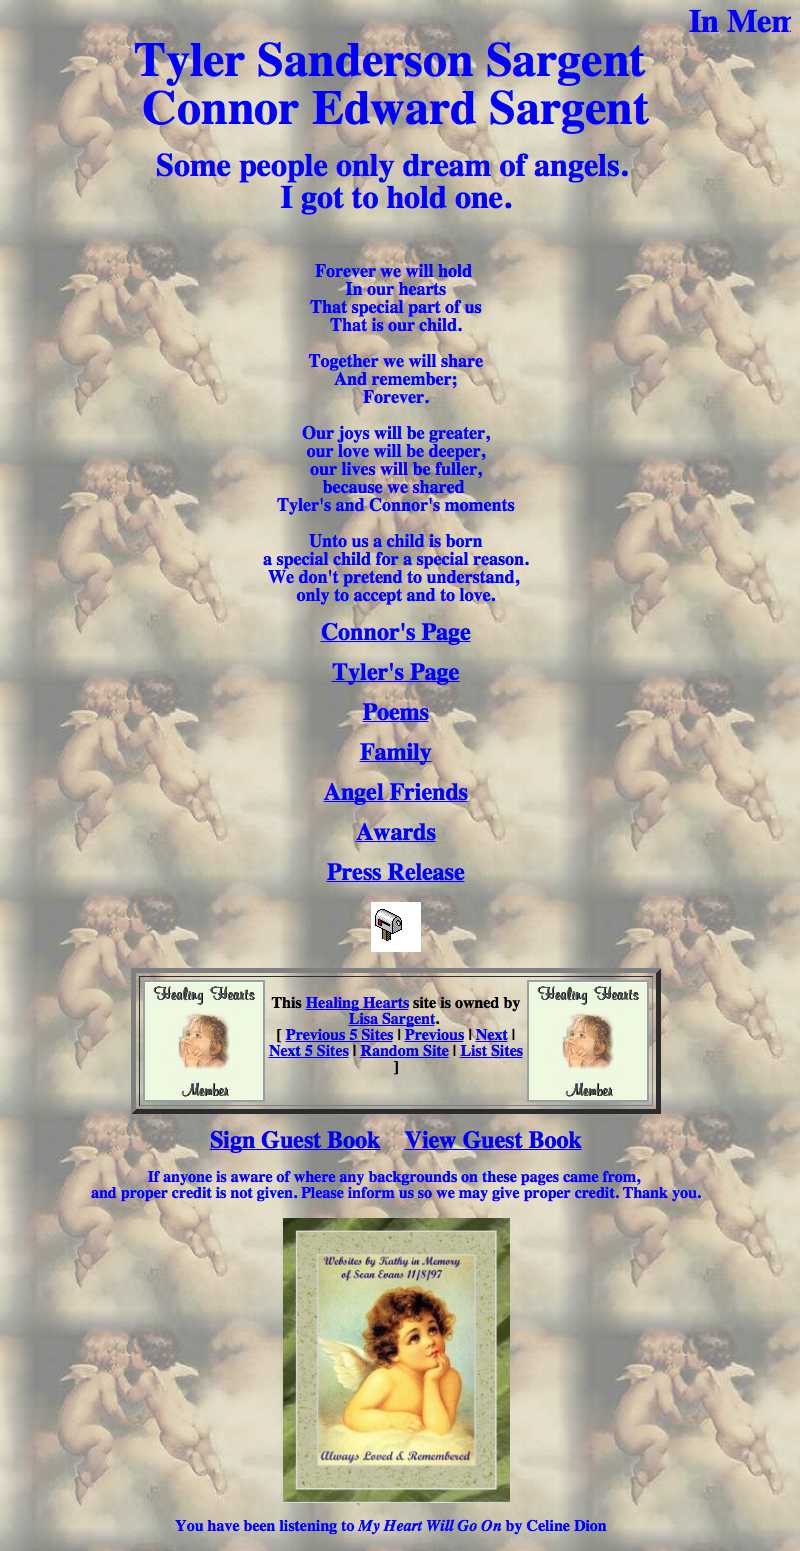 In Mem
Tyler Sanderson Sargent
Connor Edward Sargent
Some people only dream of angels.
I got to hold one.
Forever we will hold
In our hearts
That special part of us
That is our child.
Together we will share
And remember;
Forever.
Our joys will be greater,
our love will be deeper,
our lives will be fuller,
because we shared
Tyler's and Connor's moments
Unto us a child is born
a special child for a special reason.
We don't pretend to understand,
only to accept and to love.
Connor's Page
Tyler's Page
Poems
Family
Angel Friends
Awards
Press Release
Healing Hearts
Member
This Healing Hearts site is owned by
Lisa Sargent.
[ Previous 5 Sites | Previous | Next |
Next 5 Sites | Random Site | List Sites
]
Healing Hearts
Member
Sign Guest Book View Guest Book
If anyone is aware of where any backgrounds on these pages came from,
and proper credit is not given. Please inform us so we may give proper credit. Thank you.
Websites by Kathy in Memory
of Sean Evans 11/8/97
Always Loved & Remembered
You have been listening to My Heart Will Go On by Celine Dion